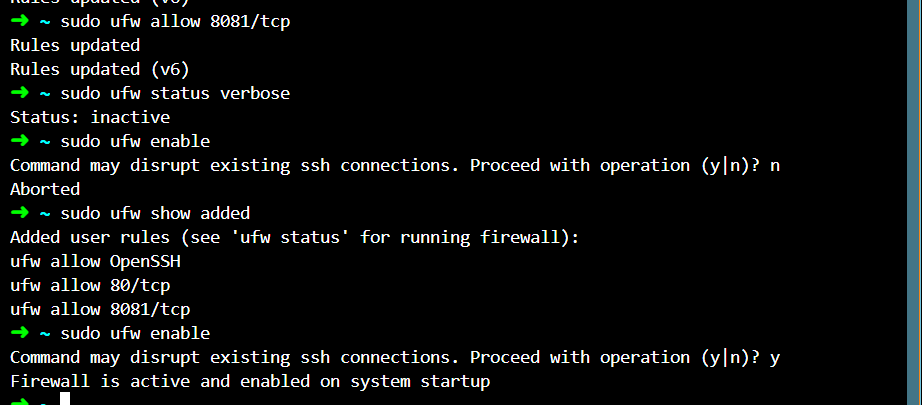 Rules updated (v6)
➜ ~ sudo ufw allow 8081/tcp
Rules updated
Rules updated (v6)
➜ ~ sudo ufw status verbose
Status: inactive
➜ ~ sudo ufw enable
Command may disrupt existing ssh connections. Proceed with operation (y|n)? n
Aborted
➜ ~ sudo ufw show added
Added user rules (see 'ufw status' for running firewall):
ufw allow OpenSSH
ufw allow 80/tcp
ufw allow 8081/tcp
➜ ~ sudo ufw enable
Command may disrupt existing ssh connections. Proceed with operation (y|n)? y
Firewall is active and enabled on system startup
➜ ~